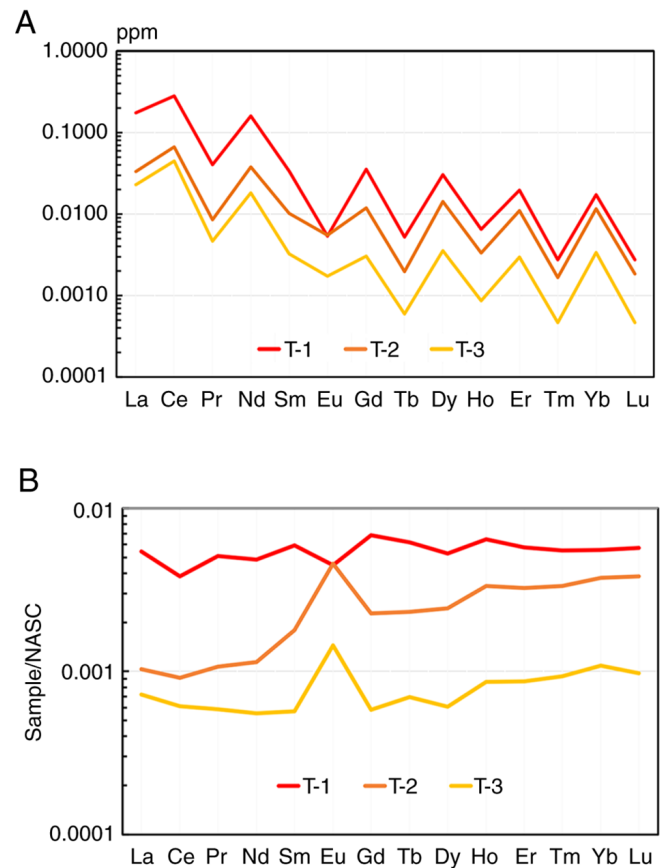 A
ppm
1.0000
0.1000
0.0100
0.0010
0.0001
T-1 T-2 T-3
La Ce Pr Nd Sm Eu Gd Tb Dy Ho Er Tm Yb Lu
B
0.01
0.001
0.0001
Sample/NASC
T-1 T-2 T-3
La Ce Pr Nd Sm Eu Gd Tb Dy Ho Er Tm Yb Lu